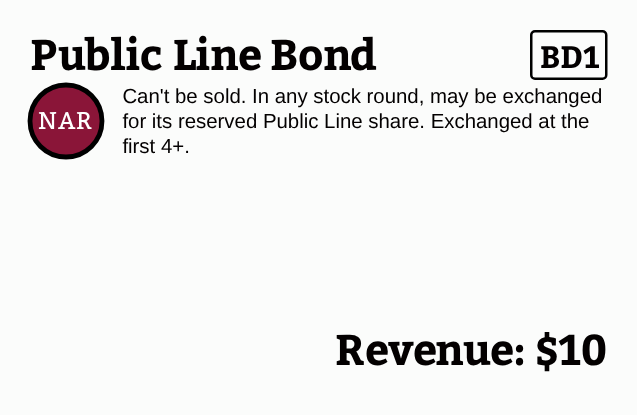 Public Line Bond
BD1
NAR
Can't be sold. In any stock round, may be exchanged
for its reserved Public Line share. Exchanged at the
first 4+.
Revenue: $10